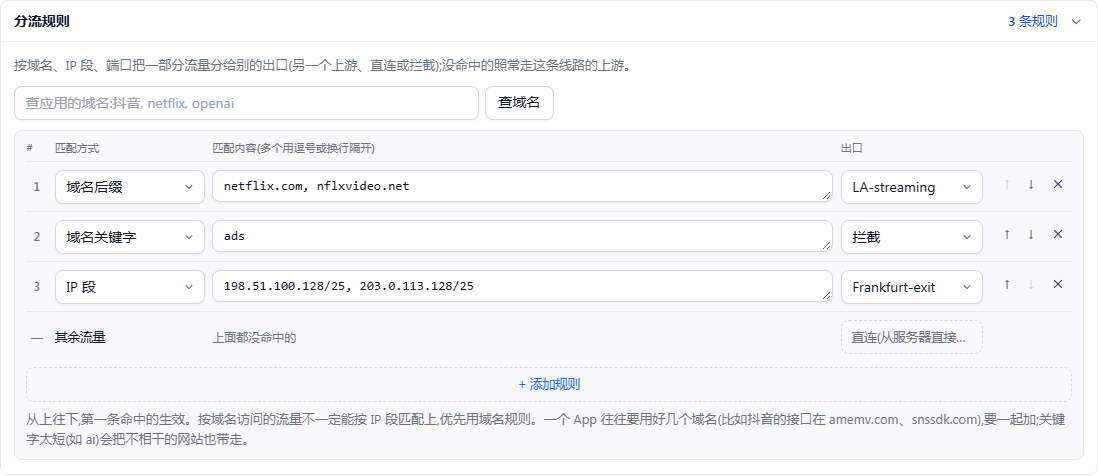 分流规则
3 条规则
按域名、IP 段、端口把一部分流量分给别的出口(另一个上游、直连或拦截);没命中的照常走这条线路的上游。
查应用的域名:抖音, netflix, openai
查域名
# 匹配方式 匹配内容(多个用逗号或换行隔开) 出口
1 域名后缀 netflix.com, nflxvideo.net LA-streaming ↑ ↓ ×
2 域名关键字 ads 拦截 ↑ ↓ ×
3 IP 段 198.51.100.128/25, 203.0.113.128/25 Frankfurt-exit ↑ ↓ ×
— 其余流量 上面都没命中的 直连(从服务器直接...
+ 添加规则
从上往下,第一条命中的生效。按域名访问的流量不一定能按 IP 段匹配上,优先用域名规则。一个 App 往往要用好几个域名(比如抖音的接口在 amemv.com、snssdk.com),要一起加;关键
字太短(如 ai)会把不相干的网站也带走。